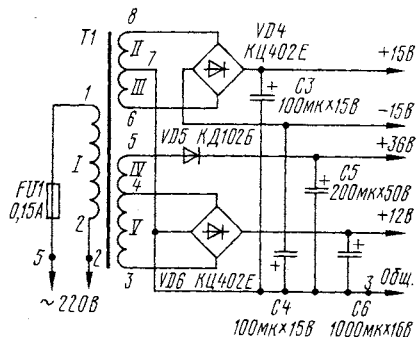 8
T1
II
7
III
6
1
I
2
FU1
0,15А
5
2
~220В
5
IV
4
V
3
VD4
КЦ402Е
+15В
C3
100мк×15В
-15В
VD5 КД102Б
+36В
C5
200мк×50В
+12В
VD6 КЦ402Е
3
Общ.
C4
100мк×15В
C6
1000мк×16В